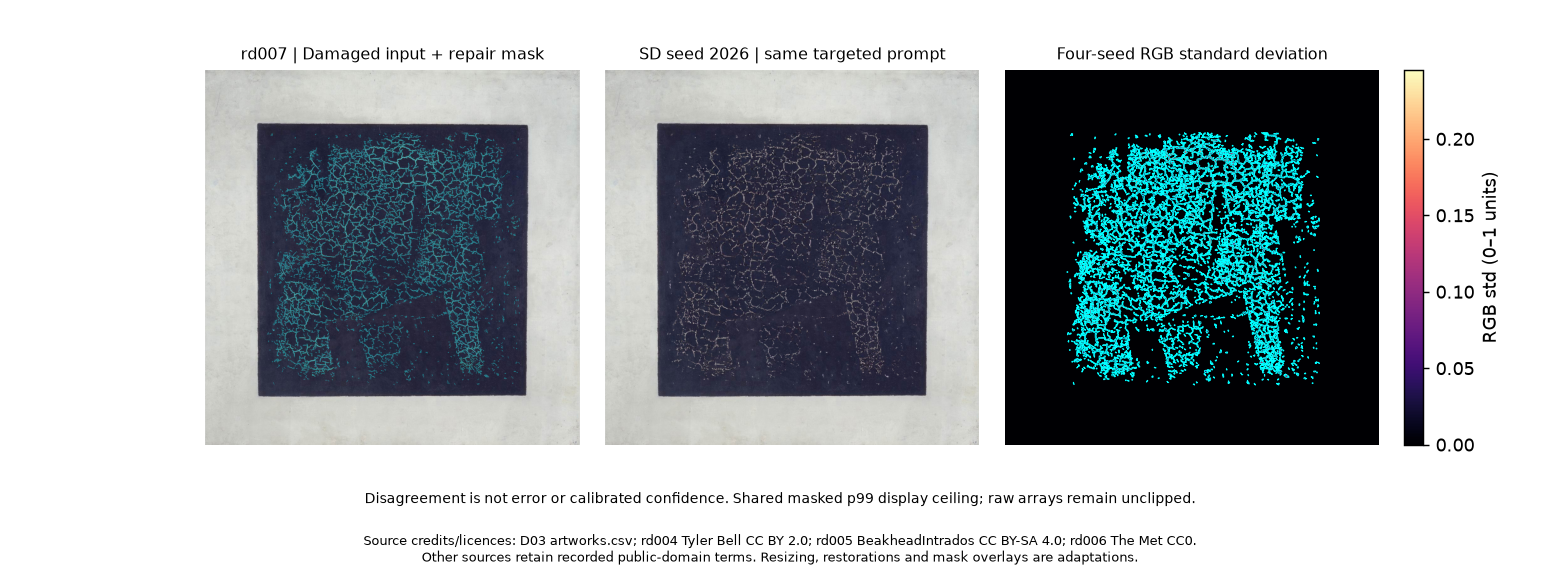 rd007 | Damaged input + repair mask
SD seed 2026 | same targeted prompt
Four-seed RGB standard deviation
0.20
0.15
0.10
0.05
0.00
RGB std (0–1 units)
Disagreement is not error or calibrated confidence. Shared masked p99 display ceiling; raw arrays remain unclipped.
Source credits/licences: D03 artworks.csv; rd004 Tyler Bell CC BY 2.0; rd005 BeakheadIntrados CC BY-SA 4.0; rd006 The Met CC0.
Other sources retain recorded public-domain terms. Resizing, restorations and mask overlays are adaptations.